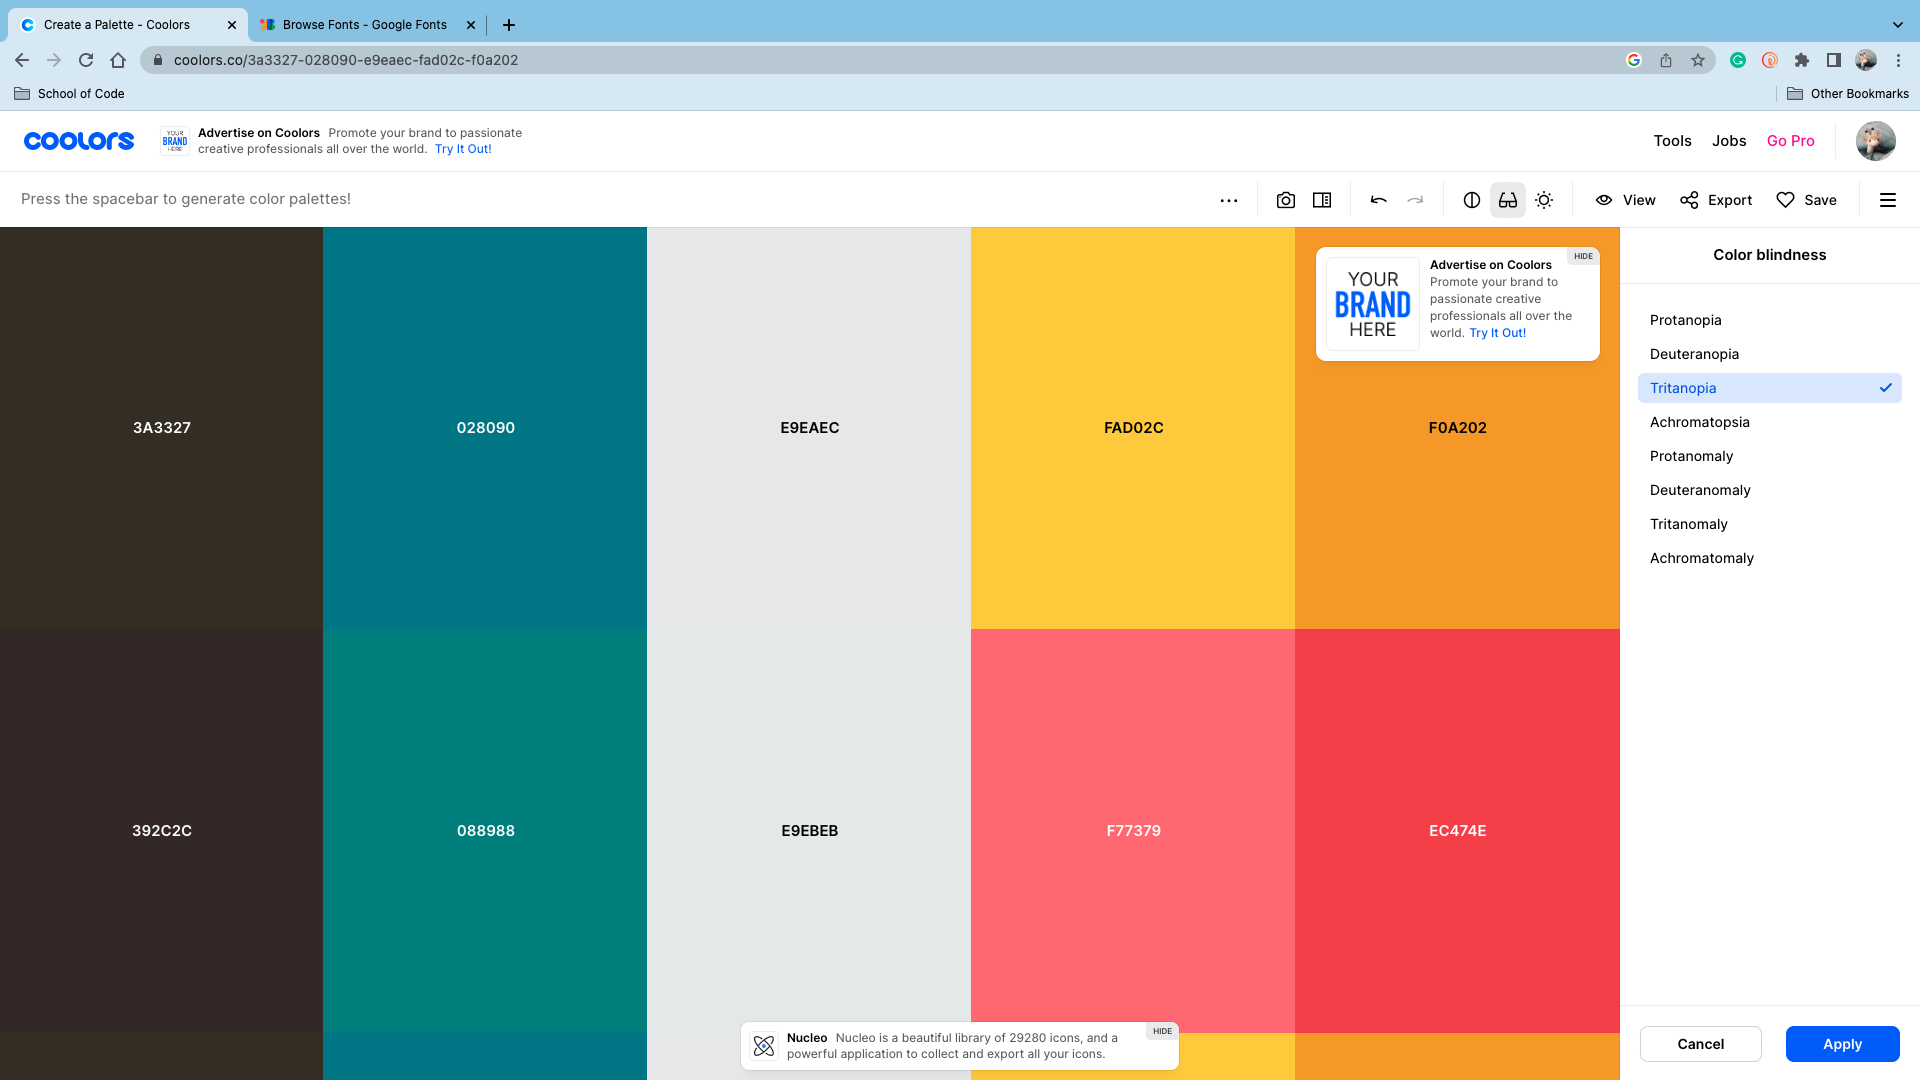 Create a Palette - Coolors
Browse Fonts - Google Fonts
coolors.co/3a3327-028090-e9eaec-fad02c-f0a202
School of Code
Other Bookmarks
coolors
YOUR
BRAND
HERE
Advertise on Coolors Promote your brand to passionate
creative professionals all over the world. Try It Out!
Tools
Jobs
Go Pro
Press the spacebar to generate color palettes!
View
Export
Save
HIDE
YOUR
BRAND
HERE
Advertise on Coolors
Promote your brand to
passionate creative
professionals all over the
world. Try It Out!
3A3327
028090
E9EAEC
FAD02C
F0A202
392C2C
088988
E9EBEB
F77379
EC474E
Color blindness
Protanopia
Deuteranopia
Tritanopia
Achromatopsia
Protanomaly
Deuteranomaly
Tritanomaly
Achromatomaly
HIDE
Nucleo Nucleo is a beautiful library of 29280 icons, and a
powerful application to collect and export all your icons.
Cancel
Apply